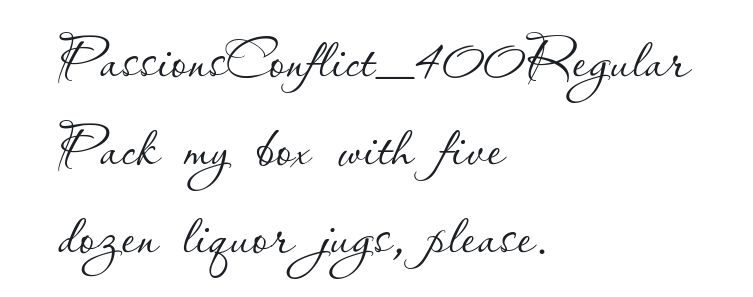 PassionsConflict_400Regular
Pack my box with five
dozen liquor jugs, please.